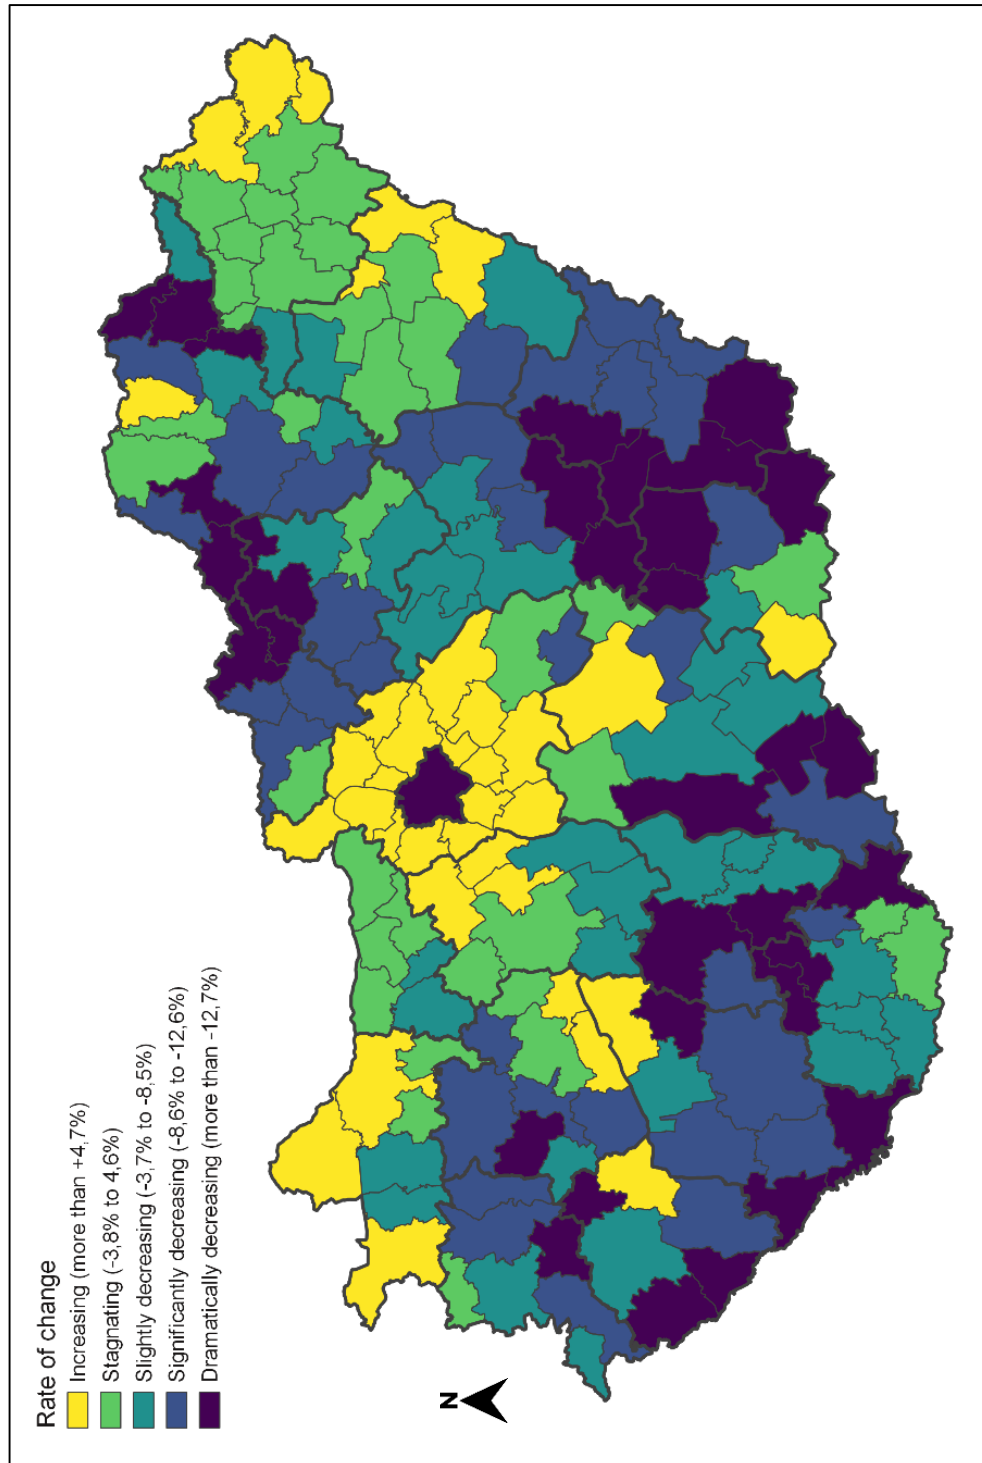 Rate of change
Increasing (more than +4,7%)
Stagnating (-3,8% to 4,6%)
Slightly decreasing (-3,7% to -8,5%)
Significantly decreasing (-8,6% to -12,6%)
Dramatically decreasing (more than -12,7%)
N